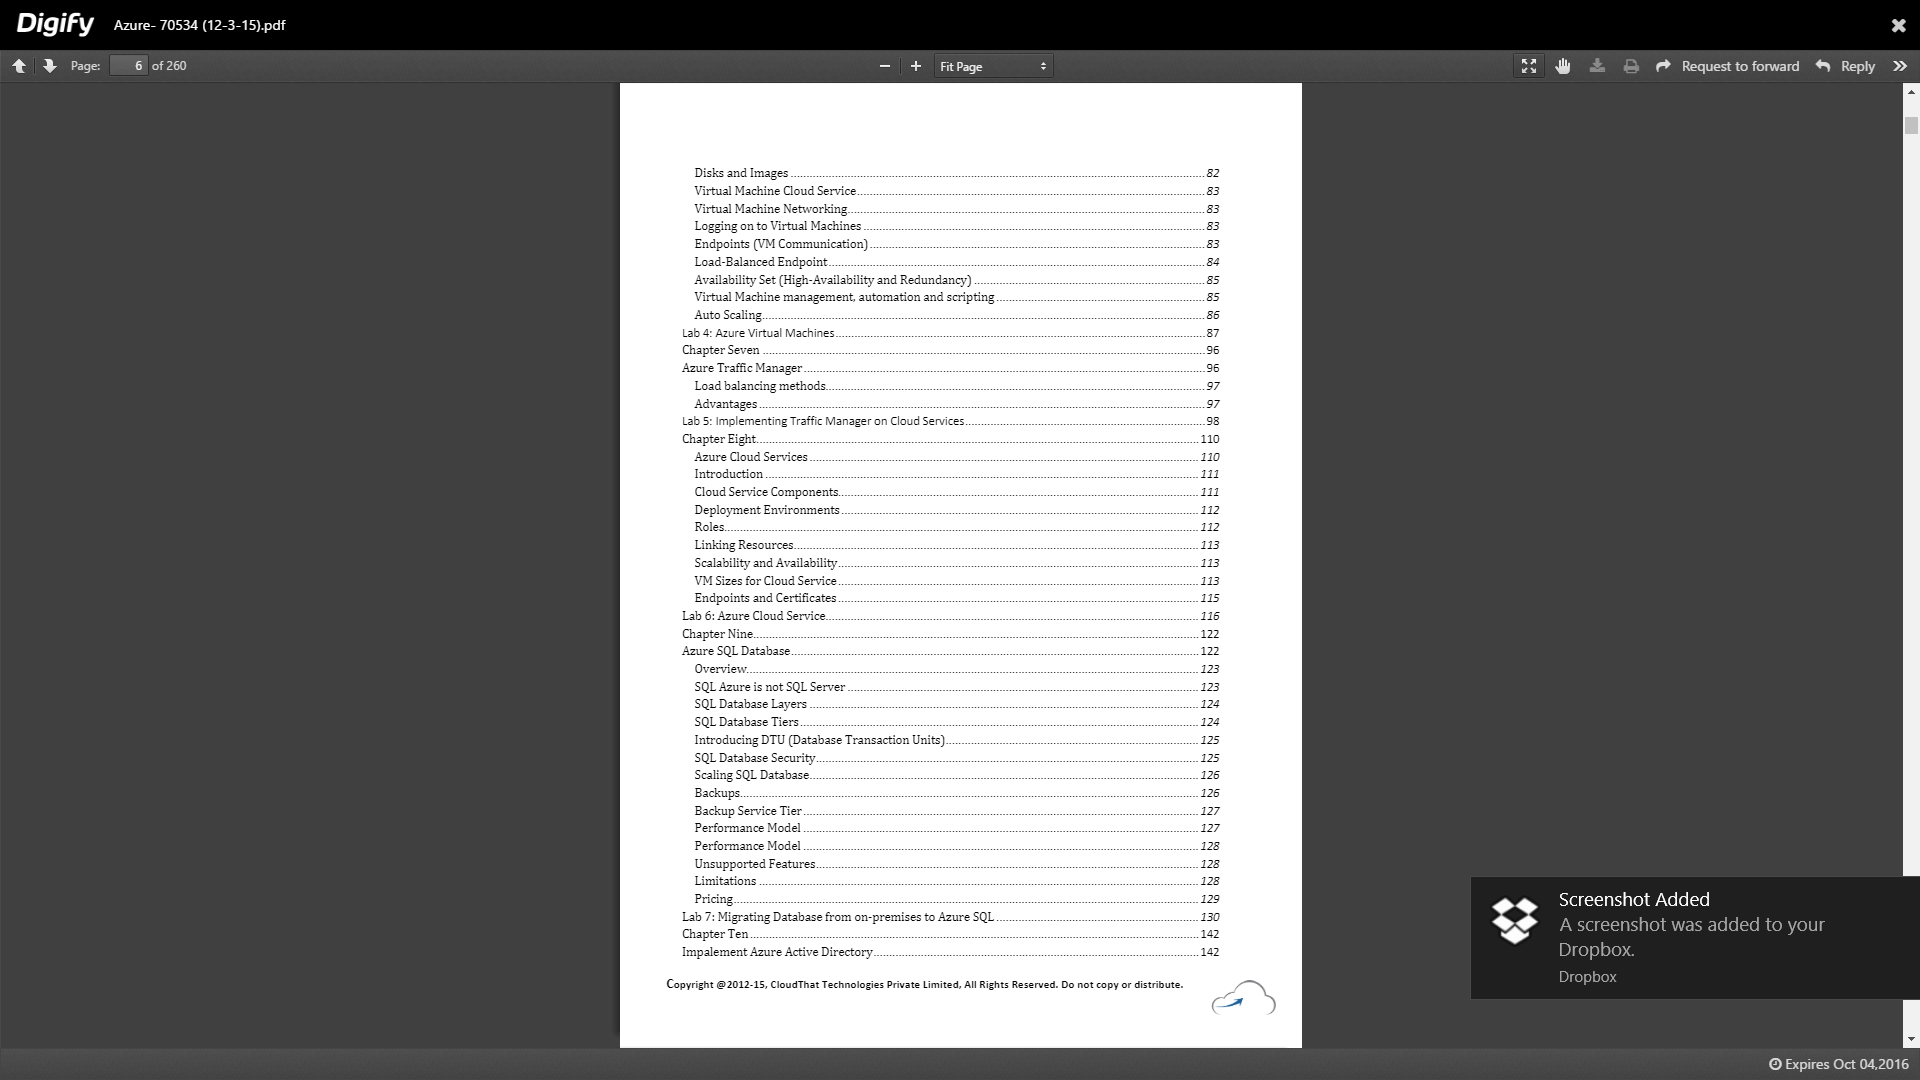 Digify Azure- 70534 (12-3-15).pdf
Page: 6 of 260 Fit Page Request to forward Reply
Disks and Images 82
Virtual Machine Cloud Service 83
Virtual Machine Networking 83
Logging on to Virtual Machines 83
Endpoints (VM Communication) 83
Load-Balanced Endpoint 84
Availability Set (High-Availability and Redundancy) 85
Virtual Machine management, automation and scripting 85
Auto Scaling 86
Lab 4: Azure Virtual Machines 87
Chapter Seven 96
Azure Traffic Manager 96
Load balancing methods 97
Advantages 97
Lab 5: Implementing Traffic Manager on Cloud Services 98
Chapter Eight 110
Azure Cloud Services 110
Introduction 111
Cloud Service Components 111
Deployment Environments 112
Roles 112
Linking Resources 113
Scalability and Availability 113
VM Sizes for Cloud Service 113
Endpoints and Certificates 115
Lab 6: Azure Cloud Service 116
Chapter Nine 122
Azure SQL Database 122
Overview 123
SQL Azure is not SQL Server 123
SQL Database Layers 124
SQL Database Tiers 124
Introducing DTU (Database Transaction Units) 125
SQL Database Security 125
Scaling SQL Database 126
Backups 126
Backup Service Tier 127
Performance Model 127
Performance Model 128
Unsupported Features 128
Limitations 128
Pricing 129
Lab 7: Migrating Database from on-premises to Azure SQL 130
Chapter Ten 142
Impalement Azure Active Directory 142
Copyright @2012-15, CloudThat Technologies Private Limited, All Rights Reserved. Do not copy or distribute.
Screenshot Added
A screenshot was added to your
Dropbox.
Dropbox
Expires Oct 04,2016